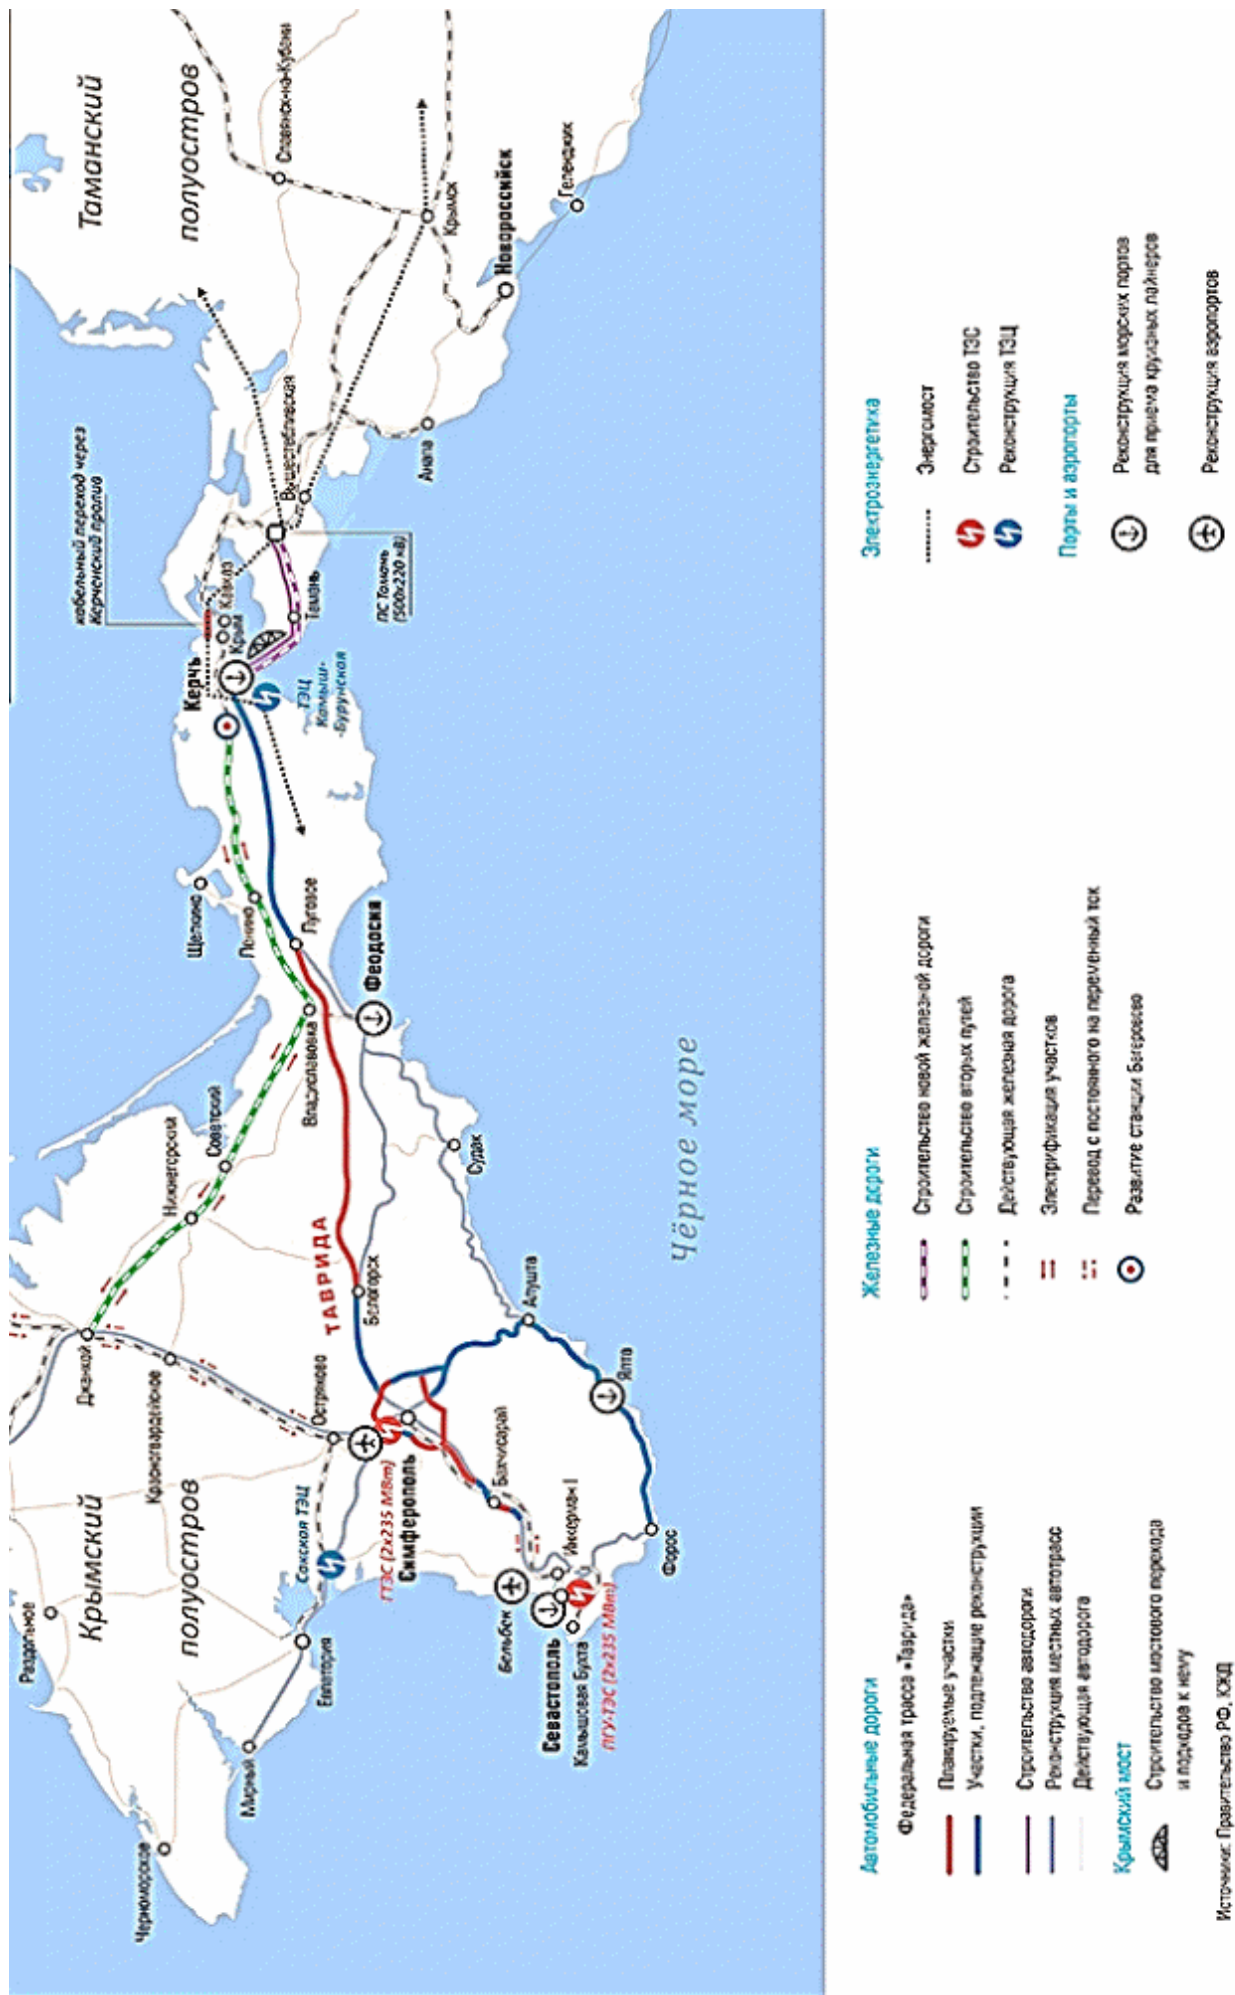 Крымский
полуостров
Таманский
полуостров
Чёрное море
ТАВРИДА
Черноморское
Раздольное
Мирный
Евпатория
Сакская ТЭЦ
Джанкой
Красногвардейское
Остряково
ГТЭС (2х235 МВт)
Симферополь
Бахчисарай
Бельбек
Инкерман I
Севастополь
Камышовая Бухта
ПГУ-ТЭС (2х235 МВт)
Форос
Ялта
Алушта
Судак
Белогорск
Нижнегорский
Советский
Владиславовка
Феодосия
Луговое
Ленино
Щелкино
Керчь
Крым
Кавказ
кабельный переход через
Керченский пролив
ТЭЦ
Камыш-
-Бурунская
Тамань
ПС Тамань
(500х220 кВ)
Вышестеблиевская
Анапа
Славянск-на-Кубани
Крымск
Новороссийск
Геленджик
Автомобильные дороги
Федеральная трасса «Таврида»
Планируемые участки
Участки, подлежащие реконструкции
Строительство автодороги
Реконструкция местных автотрасс
Действующая автодорога
Крымский мост
Строительство мостового перехода
и подходов к нему
Железные дороги
Строительство новой железной дороги
Строительство вторых путей
Действующая железная дорога
Электрификация участков
Перевод с постоянного на переменный ток
Развитие станции Багерово
Электроэнергетика
Энергомост
Строительство ТЭС
Реконструкция ТЭЦ
Порты и аэропорты
Реконструкция морских портов
для приема круизных лайнеров
Реконструкция аэропортов
Источники: Правительство РФ, КЖД